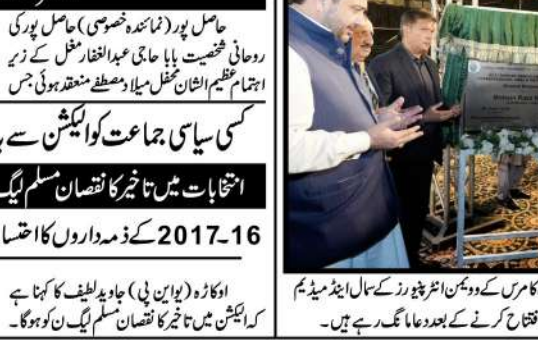 حاصل پور (نمائندہ خصوصی) حاصل پور کی
روحانی شخصیت بابا حاجی عبدالغفار مغل کے زیر
اہتمام عظیم الشان محفل میلاد مصطفے منعقد ہوئی جس
کسی سیاسی جماعت کو الیکشن سے
انتخابات میں تاخیر کا نقصان مسلم لیگ
2017-16 کے ذمہ داروں کا احتسا
اوکاڑہ (یو این پی) جاوید لطیف کا کہنا ہے
کہ الیکشن میں تاخیر کا نقصان مسلم لیگ ن کو ہوگا۔
کامرس کے وویمن انٹرپینورز کے سمال اینڈ میڈیم
افتتاح کرنے کے بعد دعا مانگ رہے ہیں۔